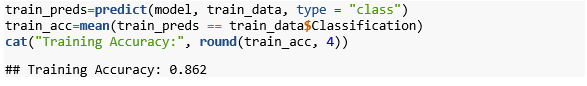 train_preds=predict(model, train_data, type = "class")
train_acc=mean(train_preds == train_data$Classification)
cat("Training Accuracy:", round(train_acc, 4))
## Training Accuracy: 0.862